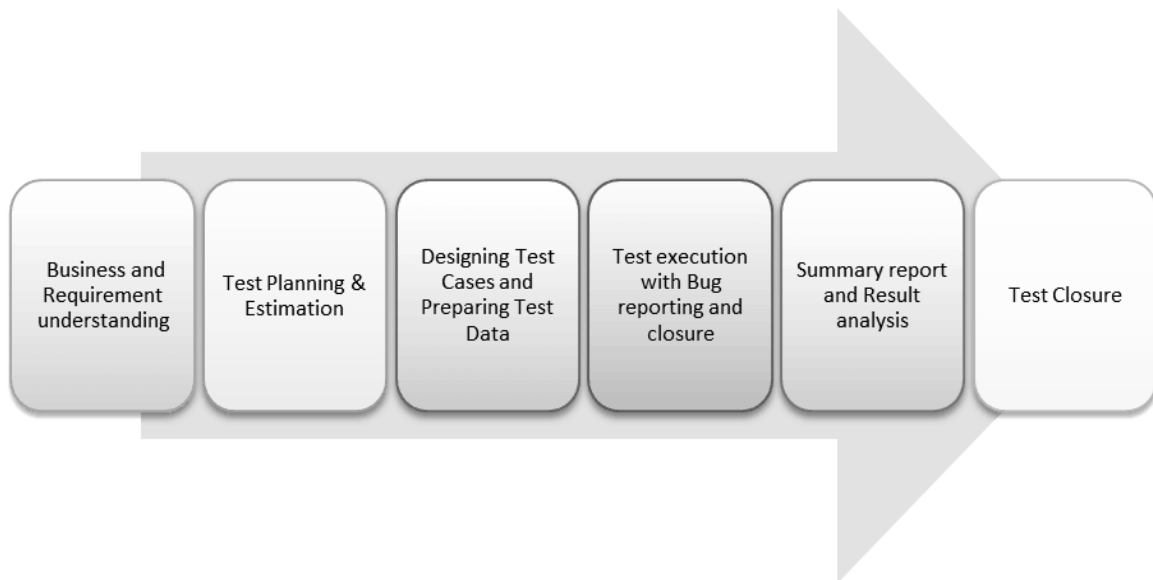 Business and
Requirement
understanding
Test Planning &
Estimation
Designing Test
Cases and
Preparing Test
Data
Test execution
with Bug
reporting and
closure
Summary report
and Result
analysis
Test Closure